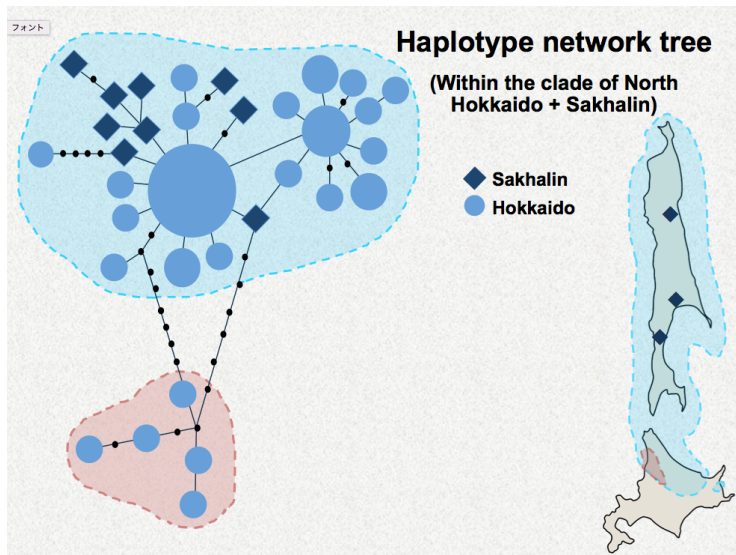 フォント
Haplotype network tree
(Within the clade of North
Hokkaido + Sakhalin)
Sakhalin
Hokkaido